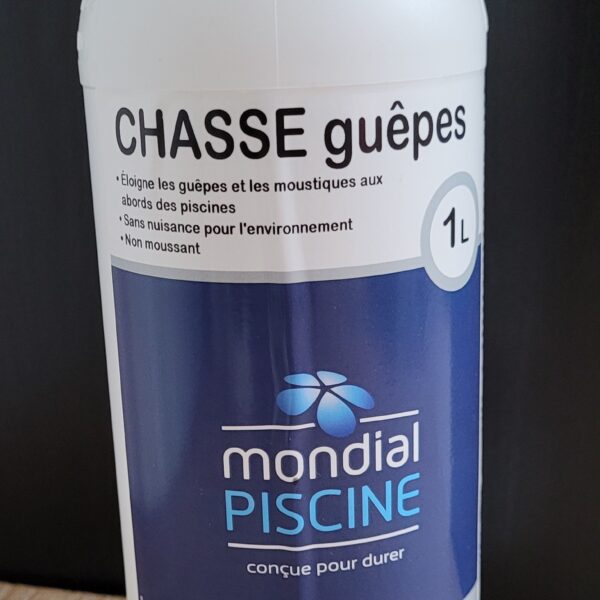 CHASSE guêpes
• Éloigne les guêpes et les moustiques aux
abords des piscines
• Sans nuisance pour l'environnement
• Non moussant
1L
mondial
PISCINE
conçue pour durer